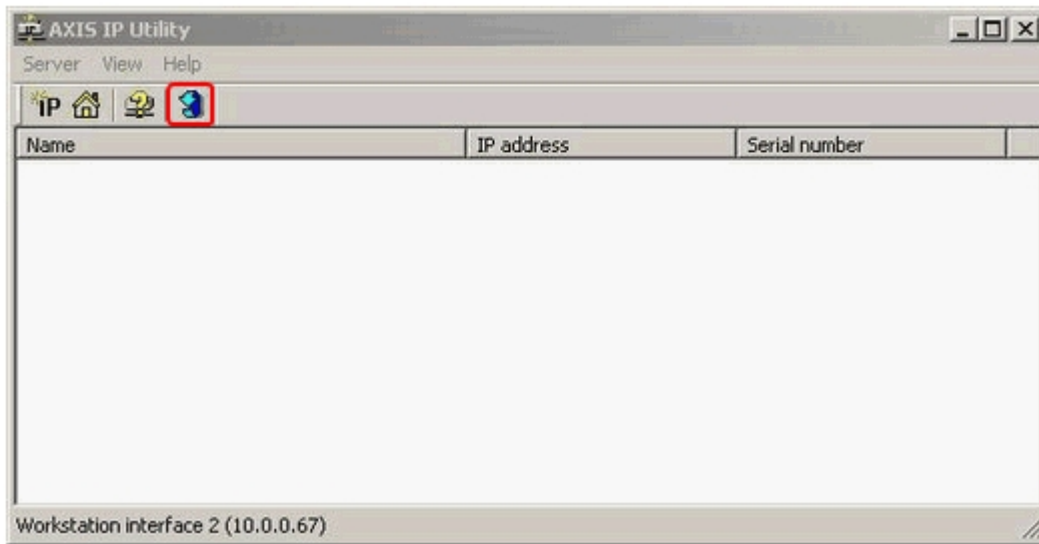 AXIS IP Utility
Server View Help
IP
Name IP address Serial number
Workstation interface 2 (10.0.0.67)